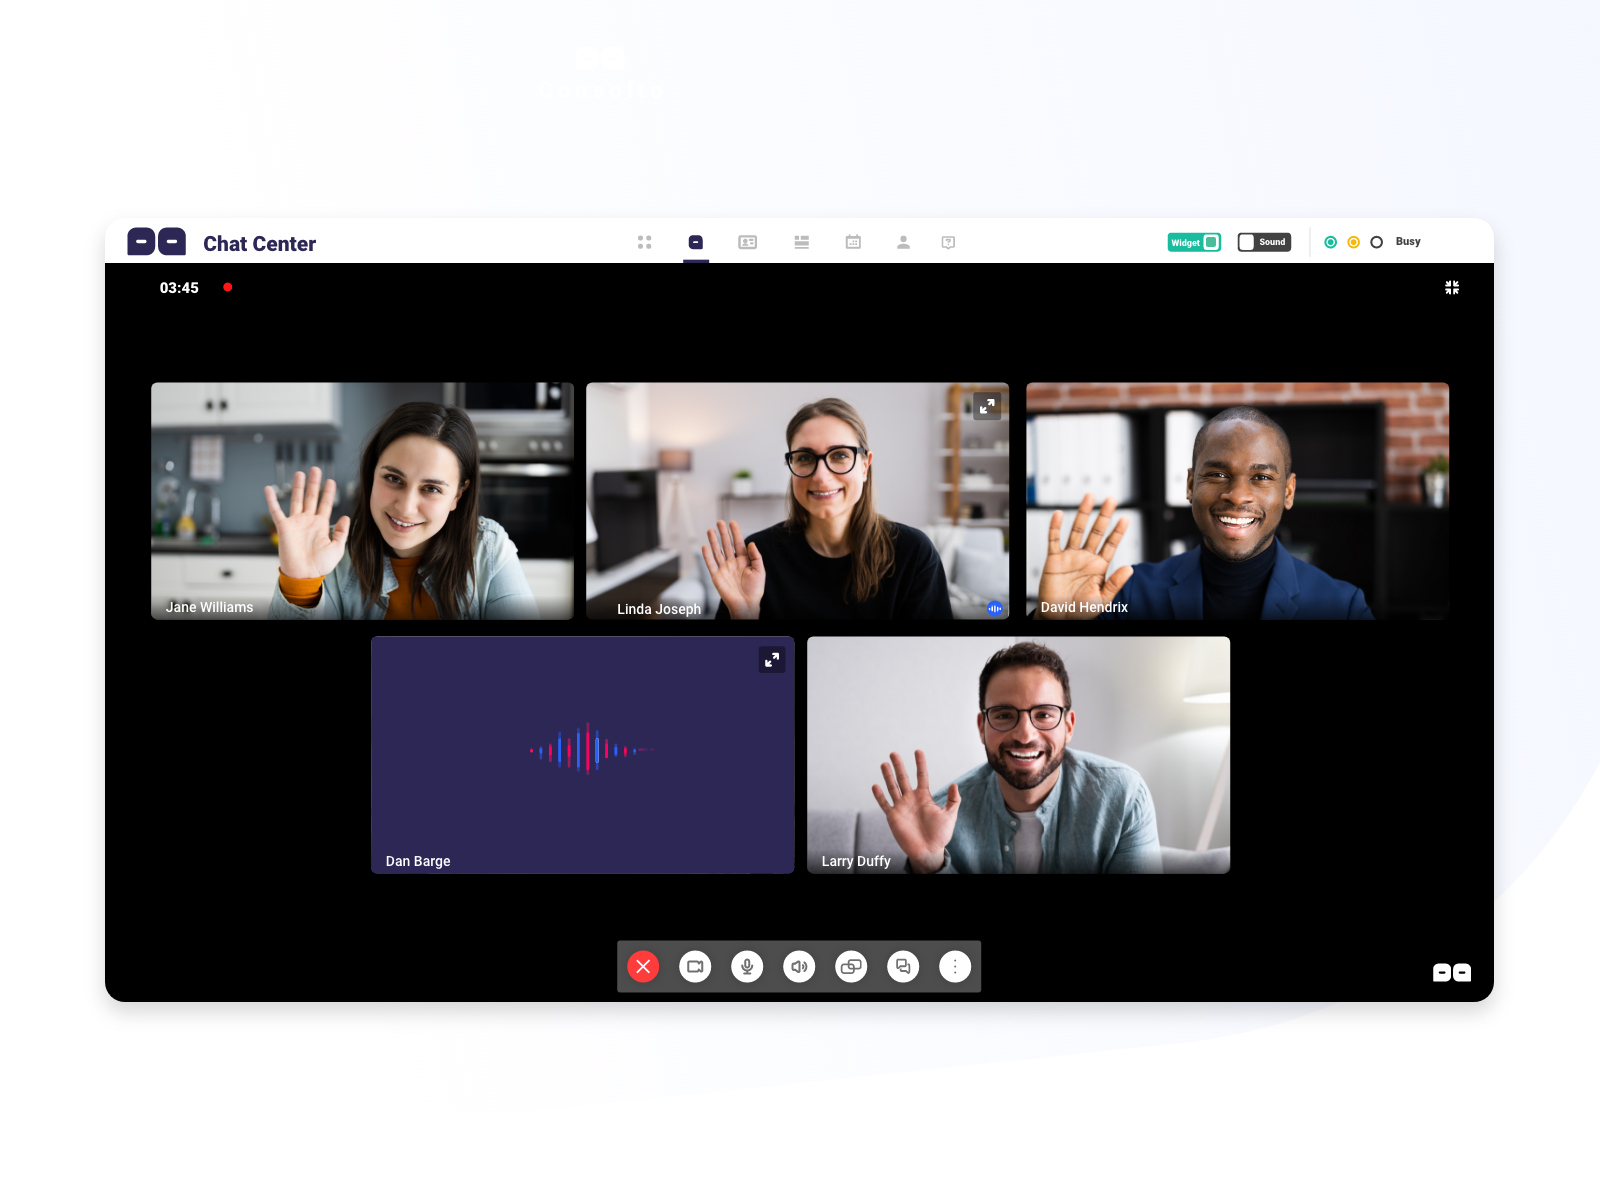 Chat Center
Widget
Sound
Busy
03:45
Jane Williams
Linda Joseph
David Hendrix
Dan Barge
Larry Duffy